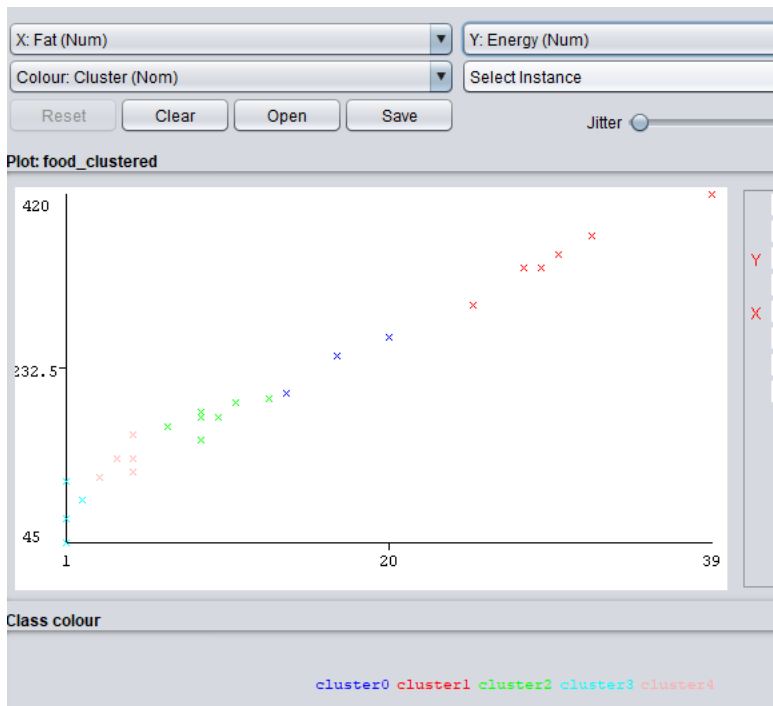 X: Fat (Num) Y: Energy (Num)
Colour: Cluster (Nom) Select Instance
Reset Clear Open Save Jitter
Plot: food_clustered
420
232.5
45
1 20 39
Y
X
Class colour
cluster0 cluster1 cluster2 cluster3 cluster4